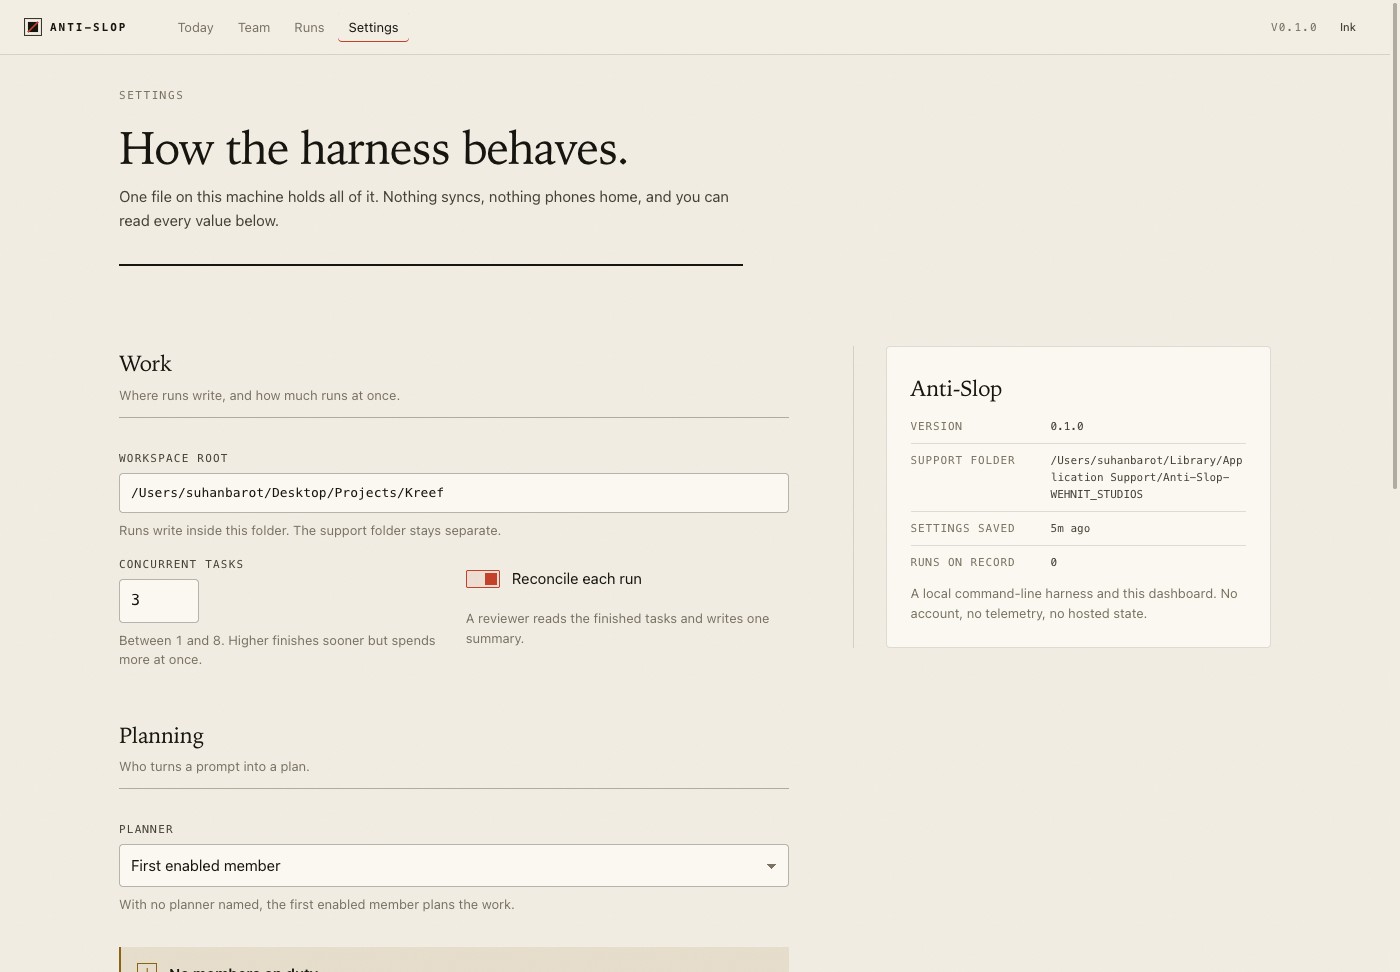 ANTI-SLOP
Today
Team
Runs
Settings
V0.1.0
Ink
SETTINGS
How the harness behaves.
One file on this machine holds all of it. Nothing syncs, nothing phones home, and you can
read every value below.
Work
Where runs write, and how much runs at once.
WORKSPACE ROOT
/Users/suhanbarot/Desktop/Projects/Kreef
Runs write inside this folder. The support folder stays separate.
CONCURRENT TASKS
3
Between 1 and 8. Higher finishes sooner but spends
more at once.
Reconcile each run
A reviewer reads the finished tasks and writes one
summary.
Planning
Who turns a prompt into a plan.
PLANNER
First enabled member
With no planner named, the first enabled member plans the work.
No members on duty
Anti-Slop
VERSION
0.1.0
SUPPORT FOLDER
/Users/suhanbarot/Library/App
lication Support/Anti-Slop-
WEHNIT_STUDIOS
SETTINGS SAVED
5m ago
RUNS ON RECORD
0
A local command-line harness and this dashboard. No
account, no telemetry, no hosted state.